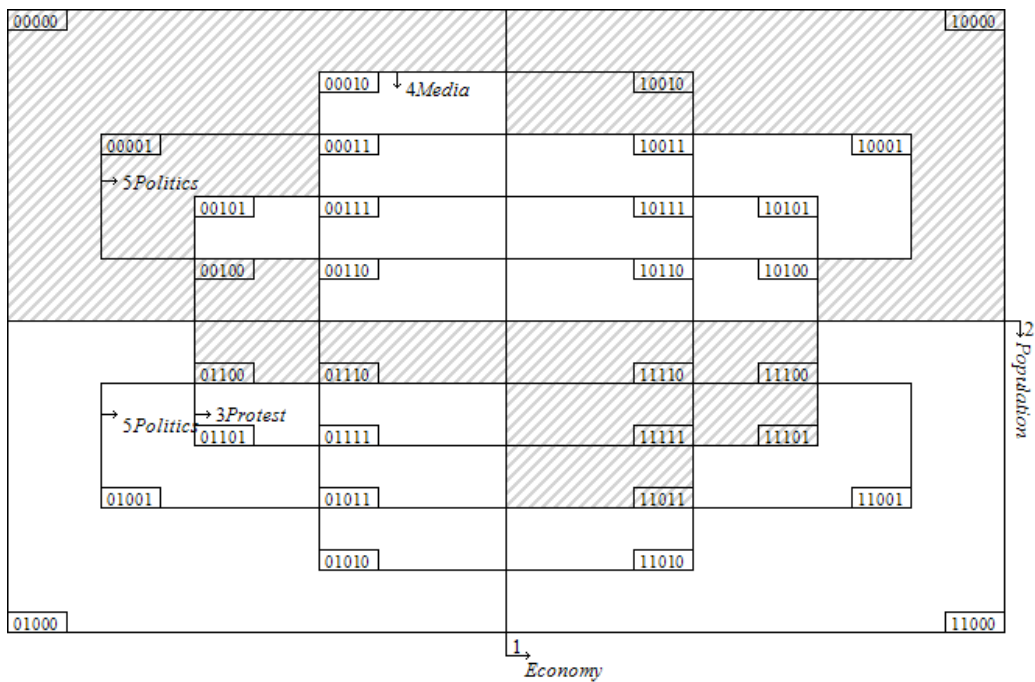 00000 10000
00010 4Media 10010
00001 00011 10011 10001
5Politics
00101 00111 10111 10101
00100 00110 10110 10100
2
Population
01100 01110 11110 11100
5Politics 3Protest
01101 01111 11111 11101
01001 01011 11011 11001
01010 11010
01000 11000
1
Economy